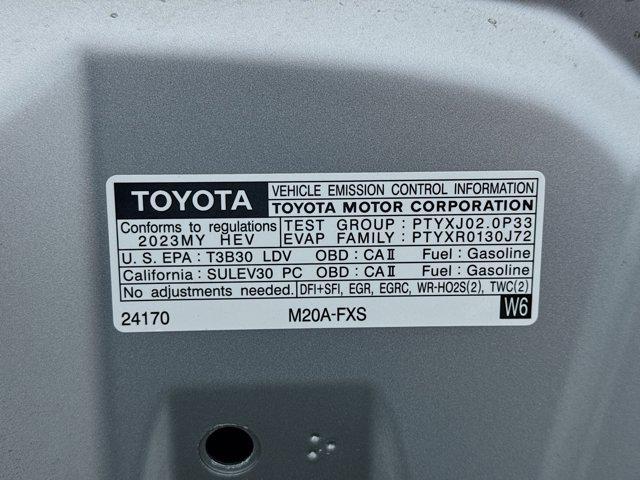 TOYOTA
VEHICLE EMISSION CONTROL INFORMATION
TOYOTA MOTOR CORPORATION
Conforms to regulations
2023MY HEV
TEST GROUP : PTYXJ02.0P33
EVAP FAMILY : PTYXR0130J72
U. S. EPA : T3B30 LDV OBD : CAⅡ Fuel : Gasoline
California : SULEV30 PC OBD : CAⅡ Fuel : Gasoline
No adjustments needed. DFI+SFI, EGR, EGRC, WR-HO2S(2), TWC(2)
24170 M20A-FXS W6